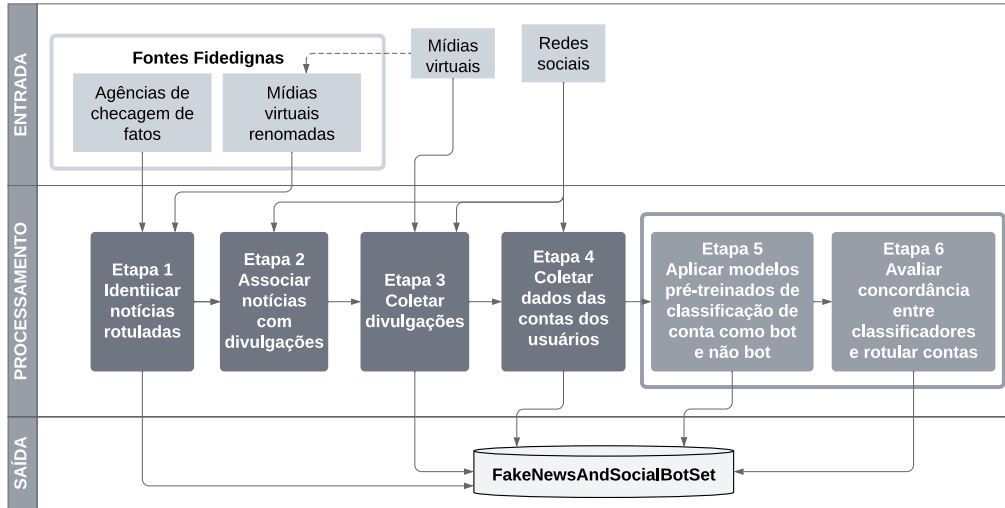 ENTRADA
Fontes Fidedignas
Agências de
checagem de
fatos
Mídias
virtuais
renomadas
Mídias
virtuais
Redes
sociais
PROCESSAMENTO
Etapa 1
Identiicar
notícias
rotuladas
Etapa 2
Associar
notícias
com
divulgações
Etapa 3
Coletar
divulgações
Etapa 4
Coletar
dados das
contas dos
usuários
Etapa 5
Aplicar modelos
pré-treinados de
classificação de
conta como bot
e não bot
Etapa 6
Avaliar
concordância
entre
classificadores
e rotular contas
SAÍDA
FakeNewsAndSocialBotSet